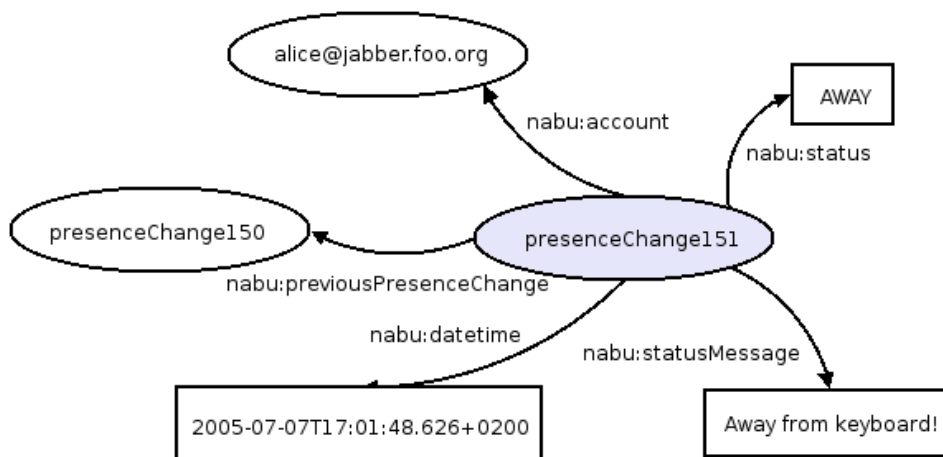 alice@jabber.foo.org
AWAY
nabu:account
nabu:status
presenceChange150
presenceChange151
nabu:previousPresenceChange
nabu:datetime
nabu:statusMessage
2005-07-07T17:01:48.626+0200
Away from keyboard!